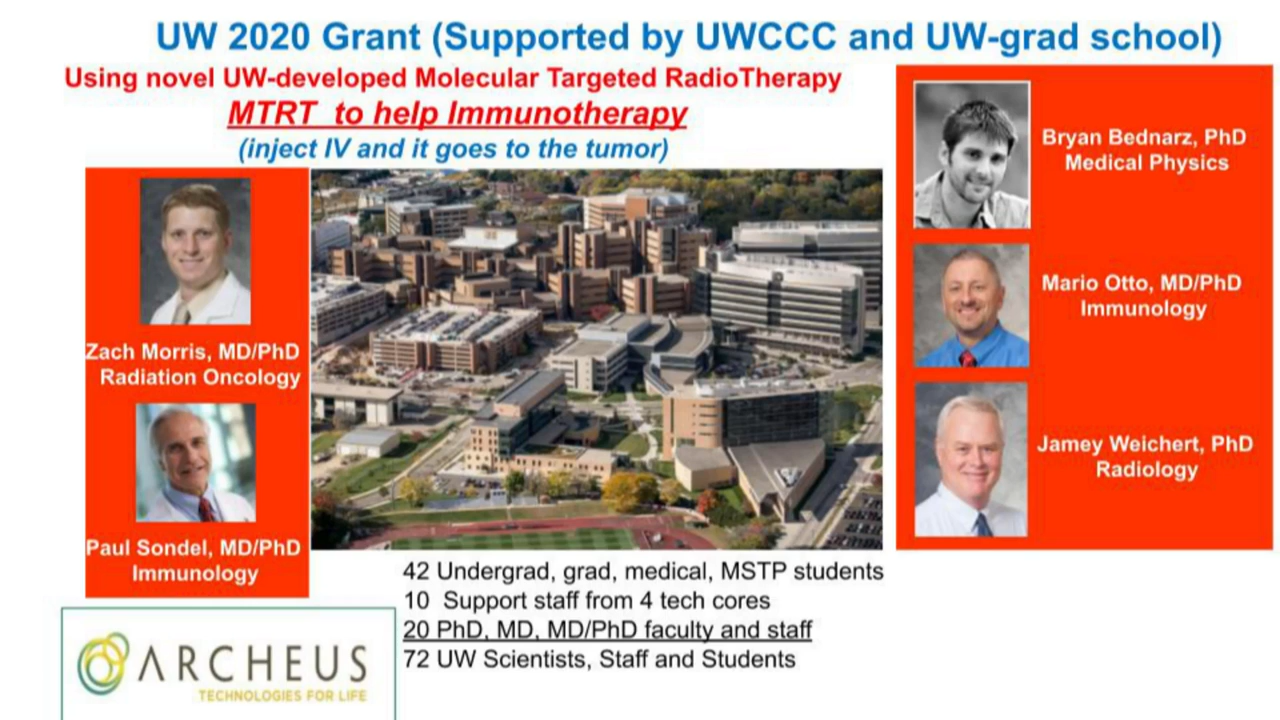 UW 2020 Grant (Supported by UWCCC and UW-grad school)
Using novel UW-developed Molecular Targeted RadioTherapy
MTRT to help Immunotherapy
(inject IV and it goes to the tumor)
Zach Morris, MD/PhD
Radiation Oncology
Paul Sondel, MD/PhD
Immunology
Bryan Bednarz, PhD
Medical Physics
Mario Otto, MD/PhD
Immunology
Jamey Weichert, PhD
Radiology
42 Undergrad, grad, medical, MSTP students
10 Support staff from 4 tech cores
20 PhD, MD, MD/PhD faculty and staff
72 UW Scientists, Staff and Students
ARCHEUS
TECHNOLOGIES FOR LIFE